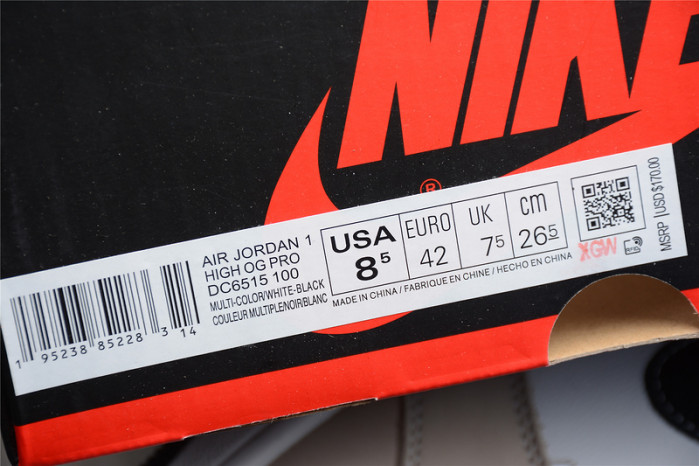 NIKE
®
AIR JORDAN 1
HIGH OG PRO
DC6515 100
MULTI-COLOR/WHITE-BLACK
COULEUR MULTIPLE/NOIR/BLANC
USA
8⁵
EURO
42
UK
7⁵
cm
26⁵
MADE IN CHINA / FABRIQUE EN CHINE / HECHO EN CHINA
XGW
MSRP |USD $170.00
1 95238 85228 3 14